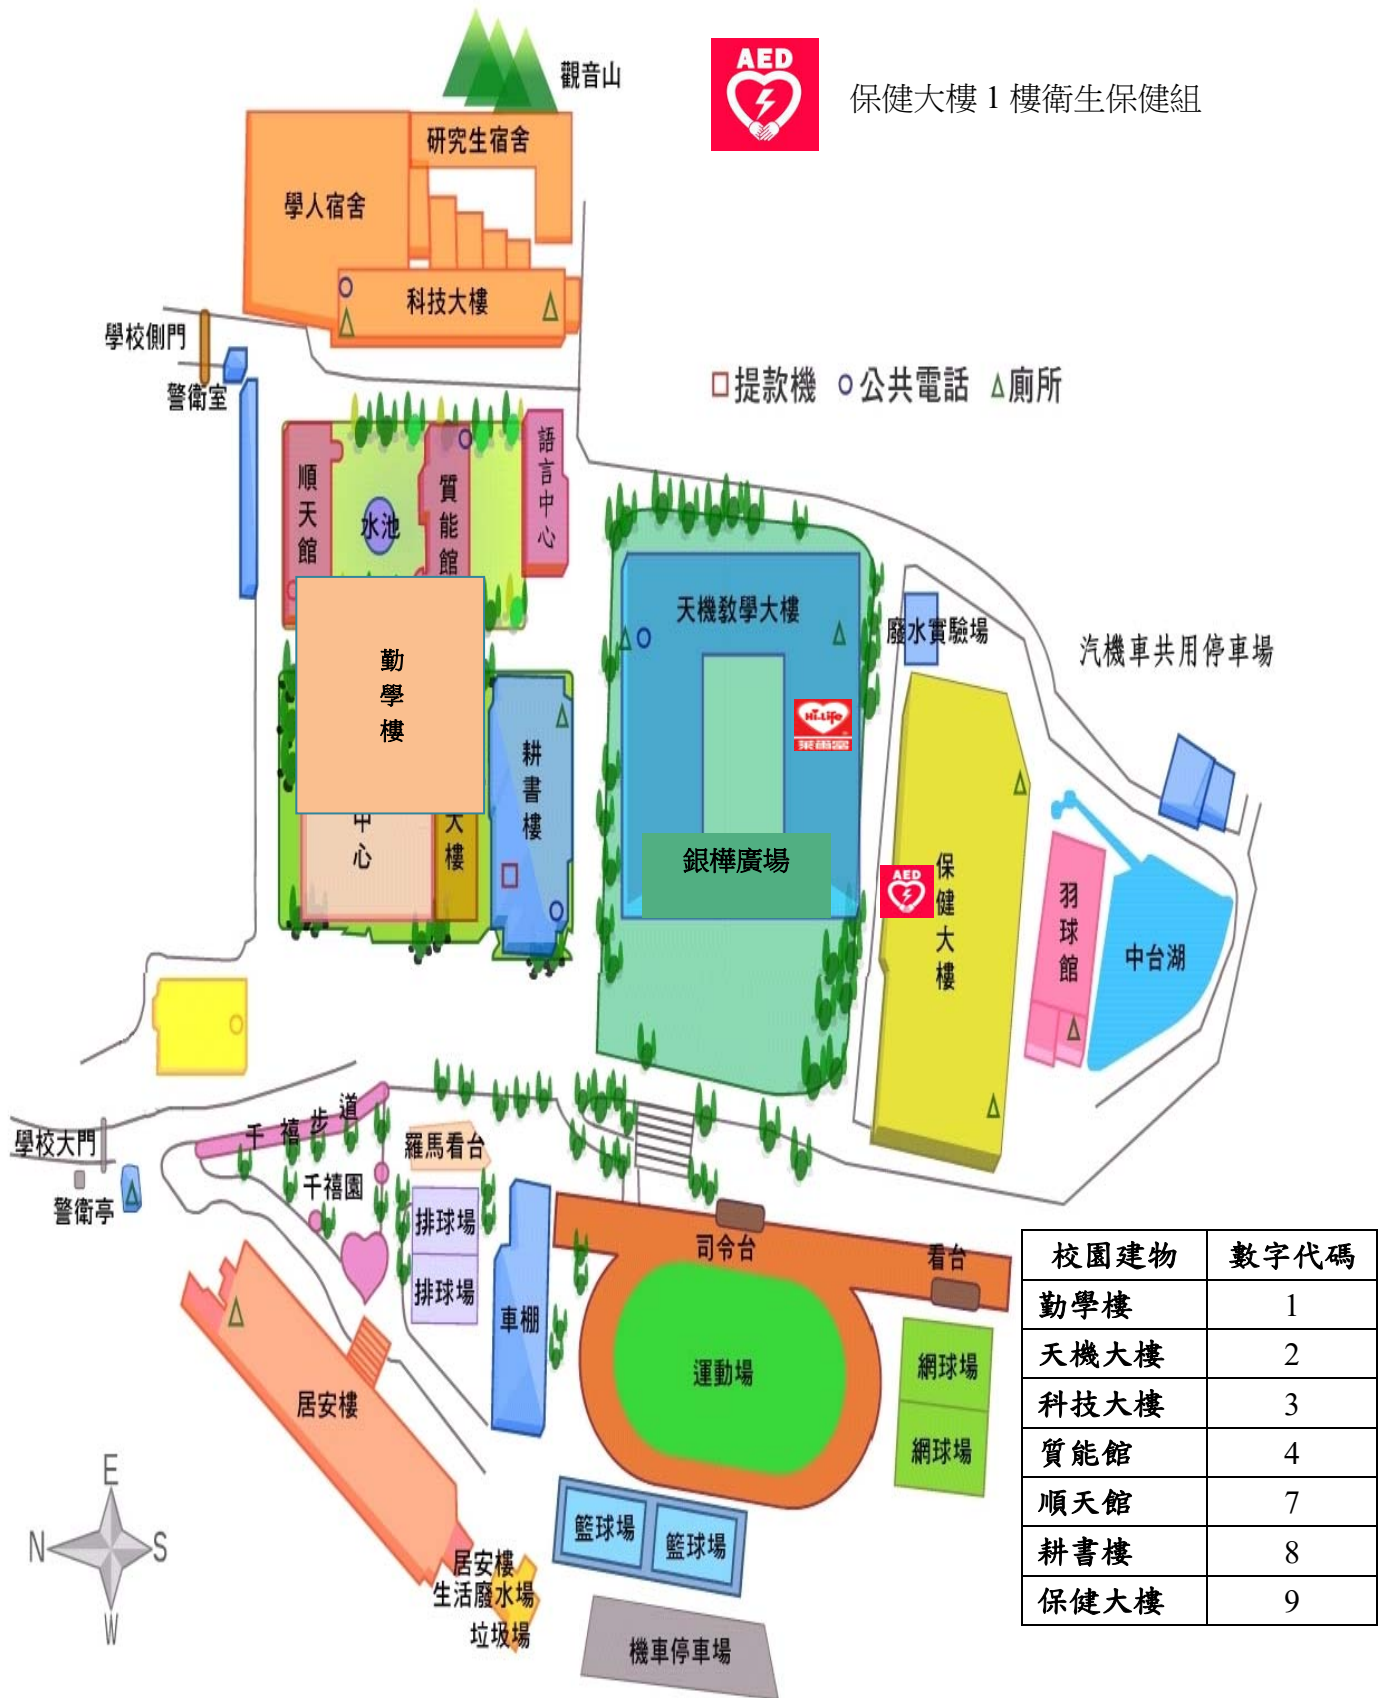 觀音山
AED
保健大樓 1 樓衛生保健組
研究生宿舍
學人宿舍
科技大樓
學校側門
警衛室
提款機 公共電話 廁所
順天館
水池
質能館
語言中心
天機教學大樓
廢水實驗場
汽機車共用停車場
勤學樓
耕書樓
Hi-Life
萊爾富
中心
大樓
銀樺廣場
AED
保健大樓
羽球館
中台湖
千禧步道
學校大門
警衛亭
羅馬看台
千禧園
排球場
排球場
車棚
司令台
看台
運動場
網球場
網球場
居安樓
籃球場
籃球場
居安樓
生活廢水場
垃圾場
機車停車場
E
N S
W
校園建物 數字代碼
勤學樓 1
天機大樓 2
科技大樓 3
質能館 4
順天館 7
耕書樓 8
保健大樓 9